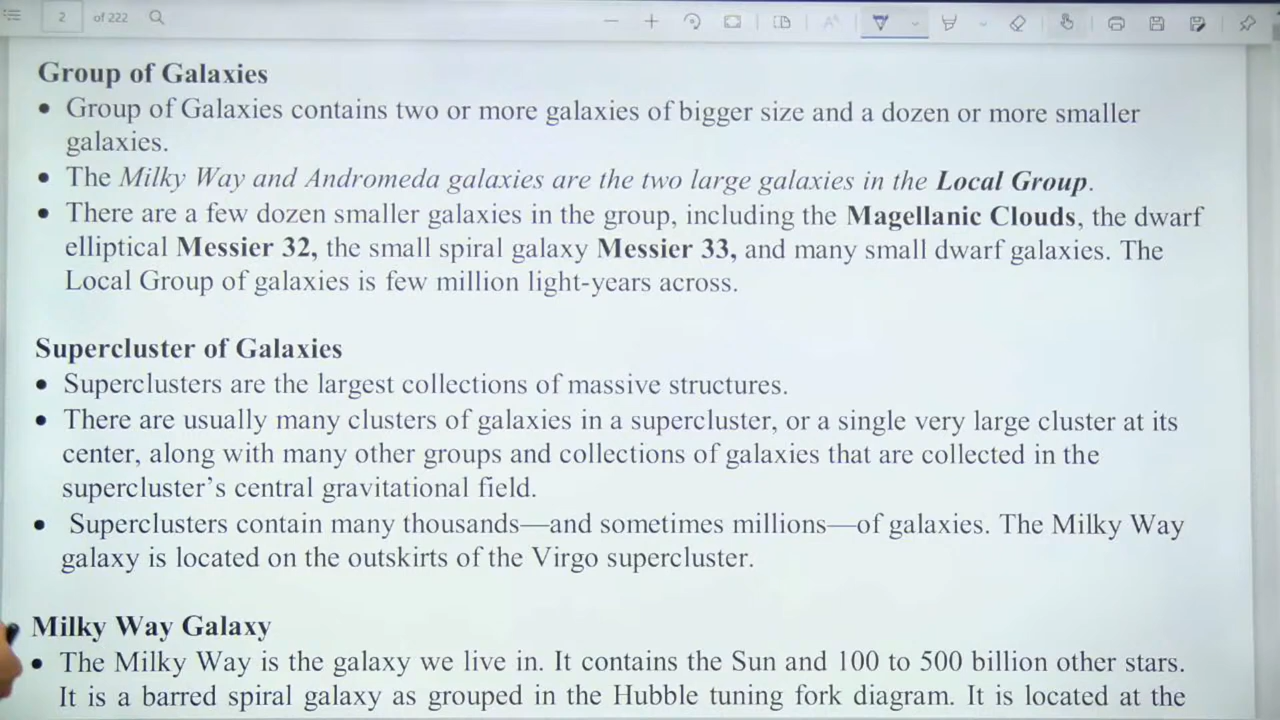 2 of 222
Group of Galaxies
• Group of Galaxies contains two or more galaxies of bigger size and a dozen or more smaller
galaxies.
• The Milky Way and Andromeda galaxies are the two large galaxies in the Local Group.
• There are a few dozen smaller galaxies in the group, including the Magellanic Clouds, the dwarf
elliptical Messier 32, the small spiral galaxy Messier 33, and many small dwarf galaxies. The
Local Group of galaxies is few million light-years across.
Supercluster of Galaxies
• Superclusters are the largest collections of massive structures.
• There are usually many clusters of galaxies in a supercluster, or a single very large cluster at its
center, along with many other groups and collections of galaxies that are collected in the
supercluster’s central gravitational field.
• Superclusters contain many thousands—and sometimes millions—of galaxies. The Milky Way
galaxy is located on the outskirts of the Virgo supercluster.
Milky Way Galaxy
• The Milky Way is the galaxy we live in. It contains the Sun and 100 to 500 billion other stars.
It is a barred spiral galaxy as grouped in the Hubble tuning fork diagram. It is located at the